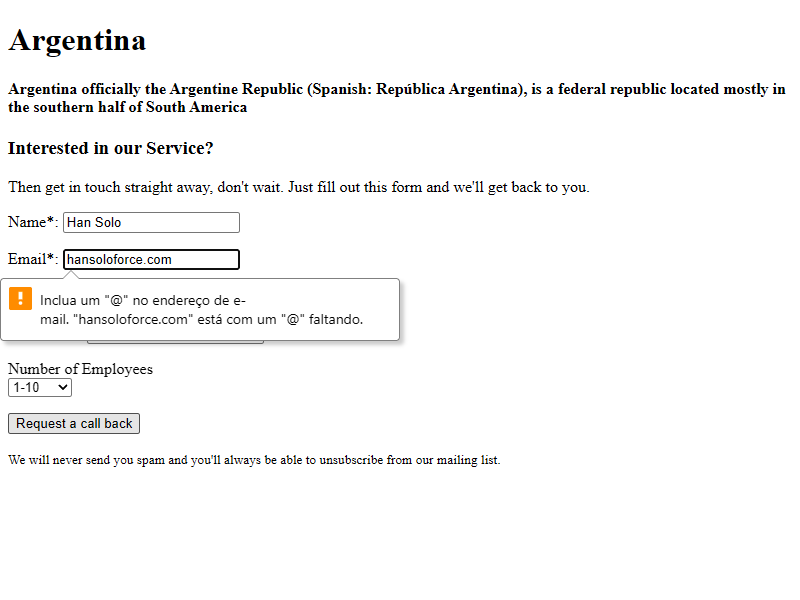 Argentina
Argentina officially the Argentine Republic (Spanish: República Argentina), is a federal republic located mostly in
the southern half of South America
Interested in our Service?
Then get in touch straight away, don't wait. Just fill out this form and we'll get back to you.
Name*: Han Solo
Email*: hansoloforce.com
Inclua um "@" no endereço de e-
mail. "hansoloforce.com" está com um "@" faltando.
Number of Employees
1-10
Request a call back
We will never send you spam and you'll always be able to unsubscribe from our mailing list.